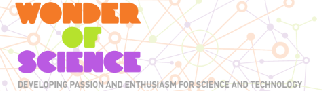 WONDER
OF
SCIENCE
DEVELOPING PASSION AND ENTHUSIASM FOR SCIENCE AND TECHNOLOGY